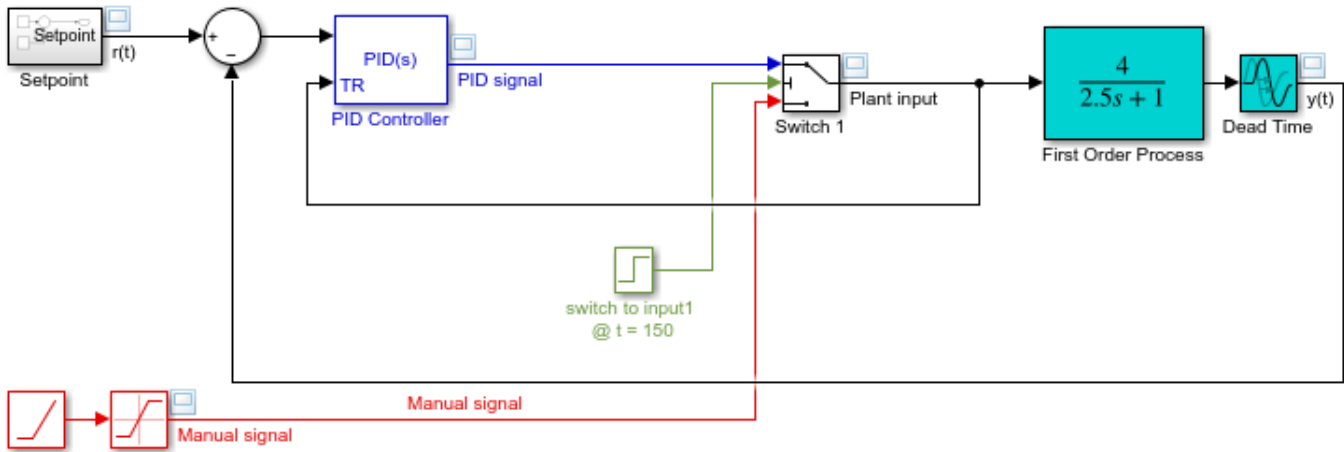 Setpoint
r(t)
Setpoint
+
−
PID(s)
TR
PID Controller
PID signal
Switch 1
Plant input
4
2.5s + 1
First Order Process
Dead Time
y(t)
switch to input1
@ t = 150
Manual signal
Manual signal